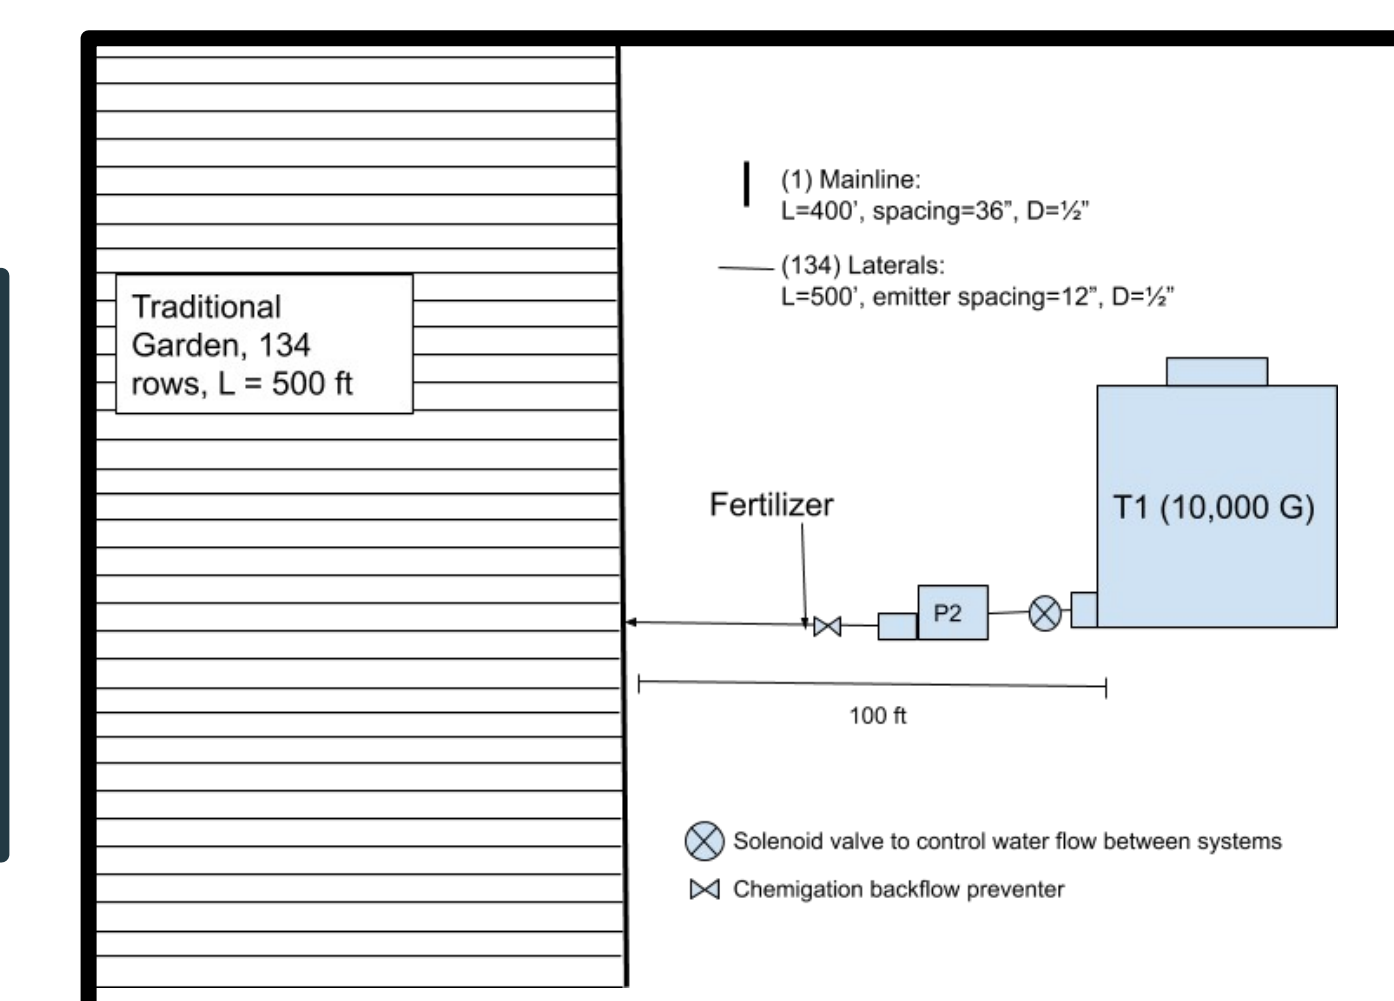 (1) Mainline:
L=400’, spacing=36”, D=½”
(134) Laterals:
L=500’, emitter spacing=12”, D=½”
Traditional
Garden, 134
rows, L = 500 ft
T1 (10,000 G)
Fertilizer
P2
100 ft
Solenoid valve to control water flow between systems
Chemigation backflow preventer